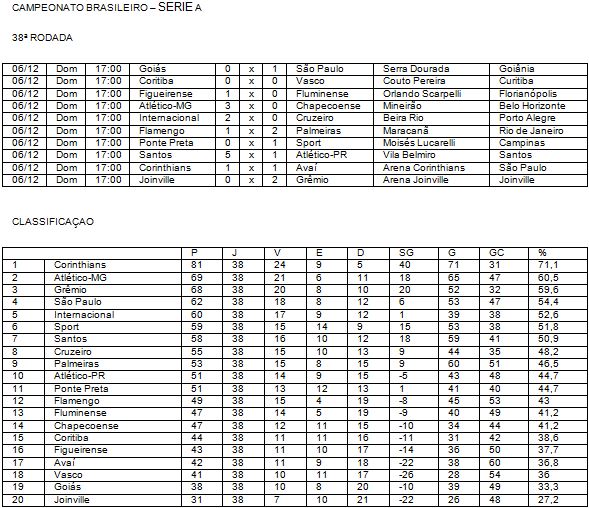 CAMPEONATO BRASILEIRO – SERIE A
38ª RODADA
06/12 Dom 17:00 Goiás 0 x 1 São Paulo Serra Dourada Goiânia
06/12 Dom 17:00 Coritiba 0 x 0 Vasco Couto Pereira Curitiba
06/12 Dom 17:00 Figueirense 1 x 0 Fluminense Orlando Scarpelli Florianópolis
06/12 Dom 17:00 Atlético-MG 3 x 0 Chapecoense Mineirão Belo Horizonte
06/12 Dom 17:00 Internacional 2 x 0 Cruzeiro Beira Rio Porto Alegre
06/12 Dom 17:00 Flamengo 1 x 2 Palmeiras Maracanã Rio de Janeiro
06/12 Dom 17:00 Ponte Preta 0 x 1 Sport Moisés Lucarelli Campinas
06/12 Dom 17:00 Santos 5 x 1 Atlético-PR Vila Belmiro Santos
06/12 Dom 17:00 Corinthians 1 x 1 Avaí Arena Corinthians São Paulo
06/12 Dom 17:00 Joinville 0 x 2 Grêmio Arena Joinville Joinville
CLASSIFICAÇAO
P J V E D SG G GC %
1 Corinthians 81 38 24 9 5 40 71 31 71,1
2 Atlético-MG 69 38 21 6 11 18 65 47 60,5
3 Grêmio 68 38 20 8 10 20 52 32 59,6
4 São Paulo 62 38 18 8 12 6 53 47 54,4
5 Internacional 60 38 17 9 12 1 39 38 52,6
6 Sport 59 38 15 14 9 15 53 38 51,8
7 Santos 58 38 16 10 12 18 59 41 50,9
8 Cruzeiro 55 38 15 10 13 9 44 35 48,2
9 Palmeiras 53 38 15 8 15 9 60 51 46,5
10 Atlético-PR 51 38 14 9 15 -5 43 48 44,7
11 Ponte Preta 51 38 13 12 13 1 41 40 44,7
12 Flamengo 49 38 15 4 19 -8 45 53 43
13 Fluminense 47 38 14 5 19 -9 40 49 41,2
14 Chapecoense 47 38 12 11 15 -10 34 44 41,2
15 Coritiba 44 38 11 11 16 -11 31 42 38,6
16 Figueirense 43 38 11 10 17 -14 36 50 37,7
17 Avaí 42 38 11 9 18 -22 38 60 36,8
18 Vasco 41 38 10 11 17 -26 28 54 36
19 Goiás 38 38 10 8 20 -10 39 49 33,3
20 Joinville 31 38 7 10 21 -22 26 48 27,2